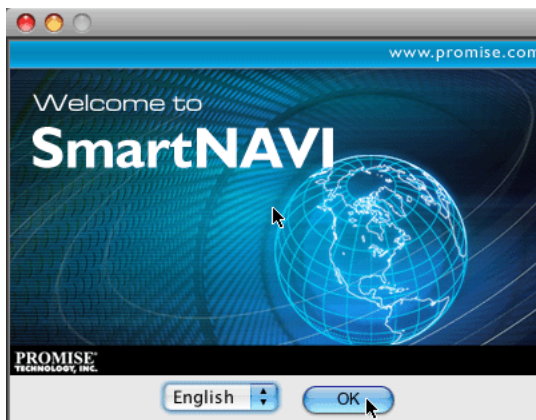 www.promise.com
Welcome to
SmartNAVI
PROMISE®
TECHNOLOGY, INC.
English
OK